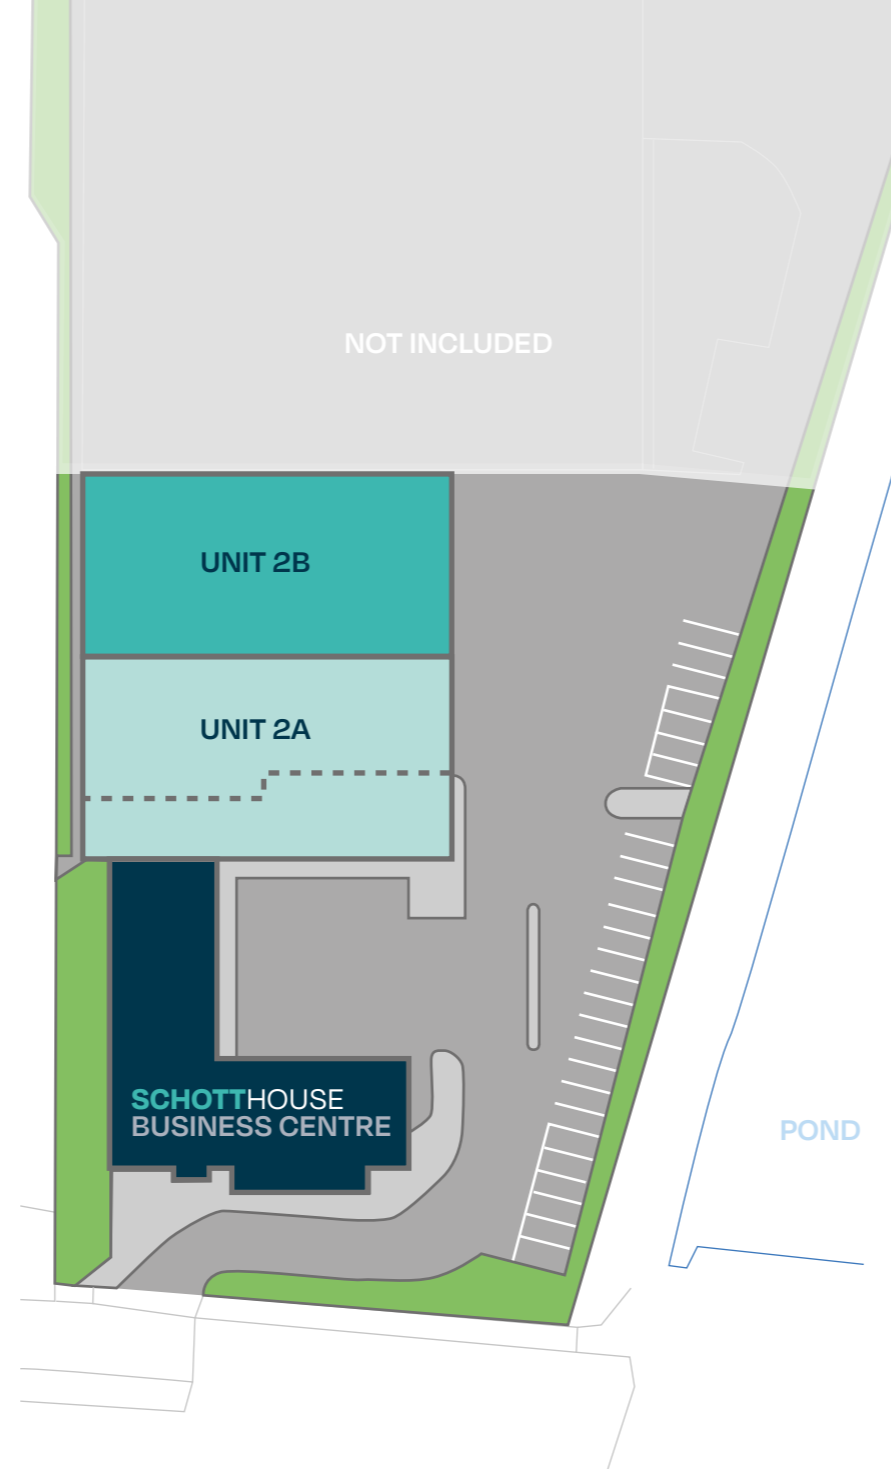 NOT INCLUDED
UNIT 2B
UNIT 2A
SCHOTTHOUSE
BUSINESS CENTRE
POND